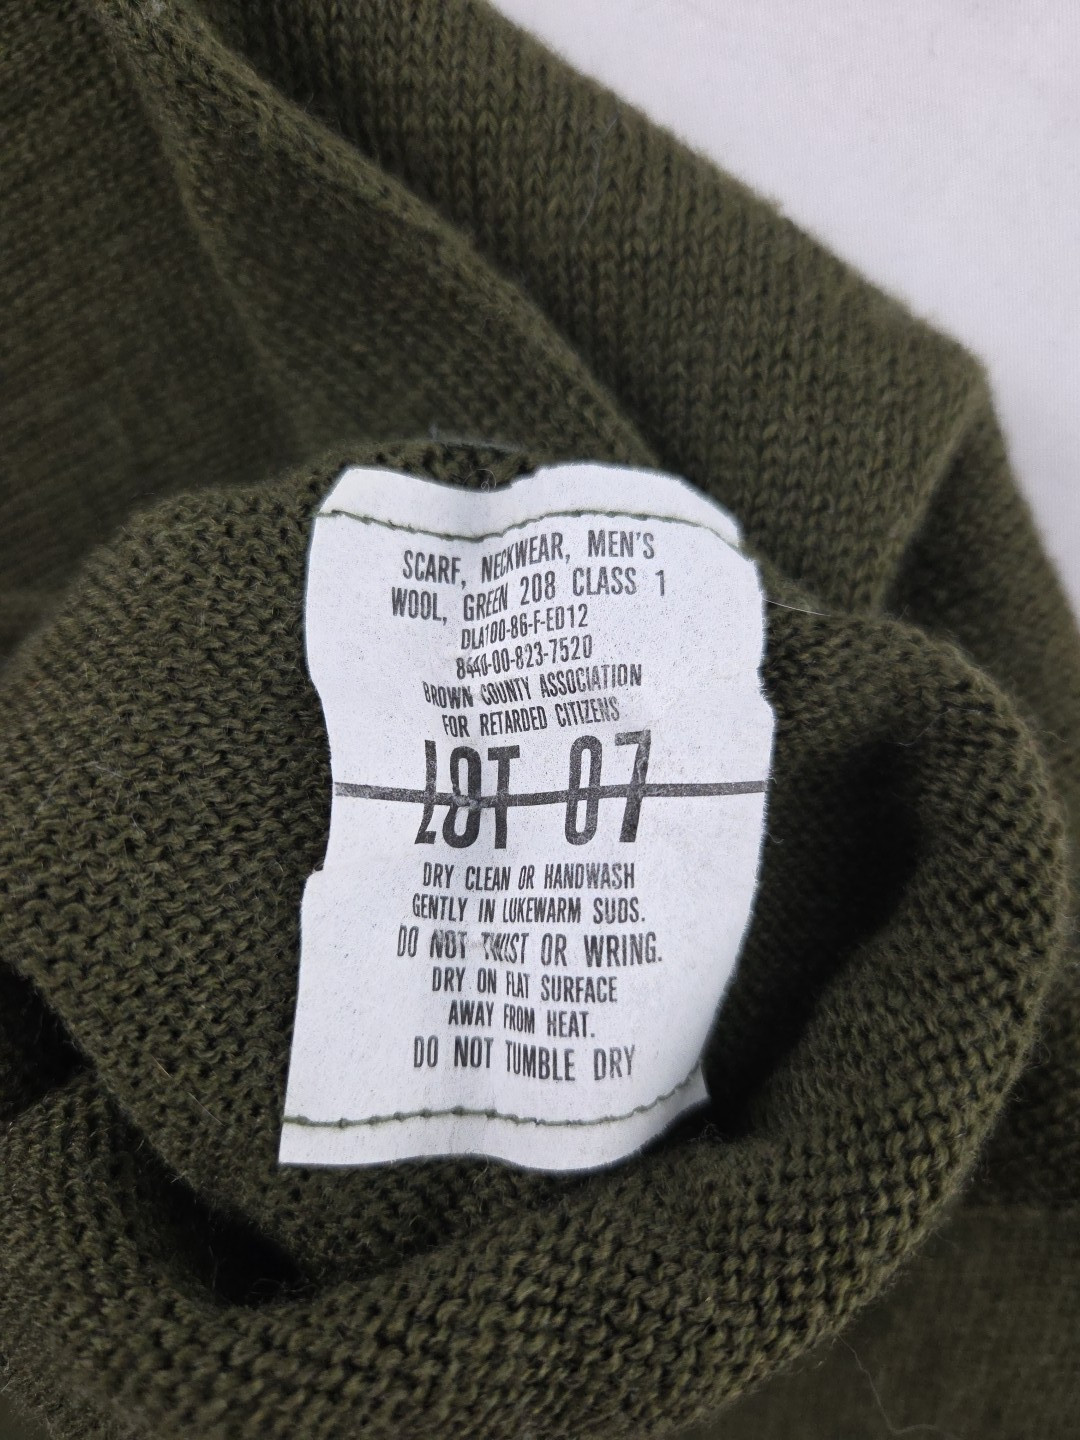 SCARF, NECKWEAR, MEN'S
WOOL, GREEN 208 CLASS 1
DLA100-86-F-ED12
8440-00-823-7520
BROWN COUNTY ASSOCIATION
FOR RETARDED CITIZENS
LOT 07
DRY CLEAN OR HANDWASH
GENTLY IN LUKEWARM SUDS.
DO NOT TWIST OR WRING.
DRY ON FLAT SURFACE
AWAY FROM HEAT.
DO NOT TUMBLE DRY